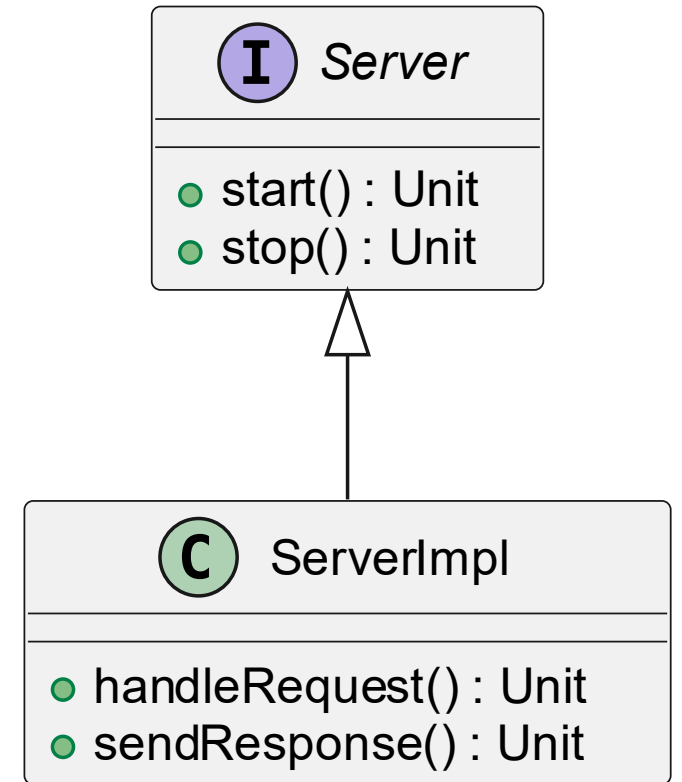 I Server
start() : Unit
stop() : Unit
C ServerImpl
handleRequest() : Unit
sendResponse() : Unit